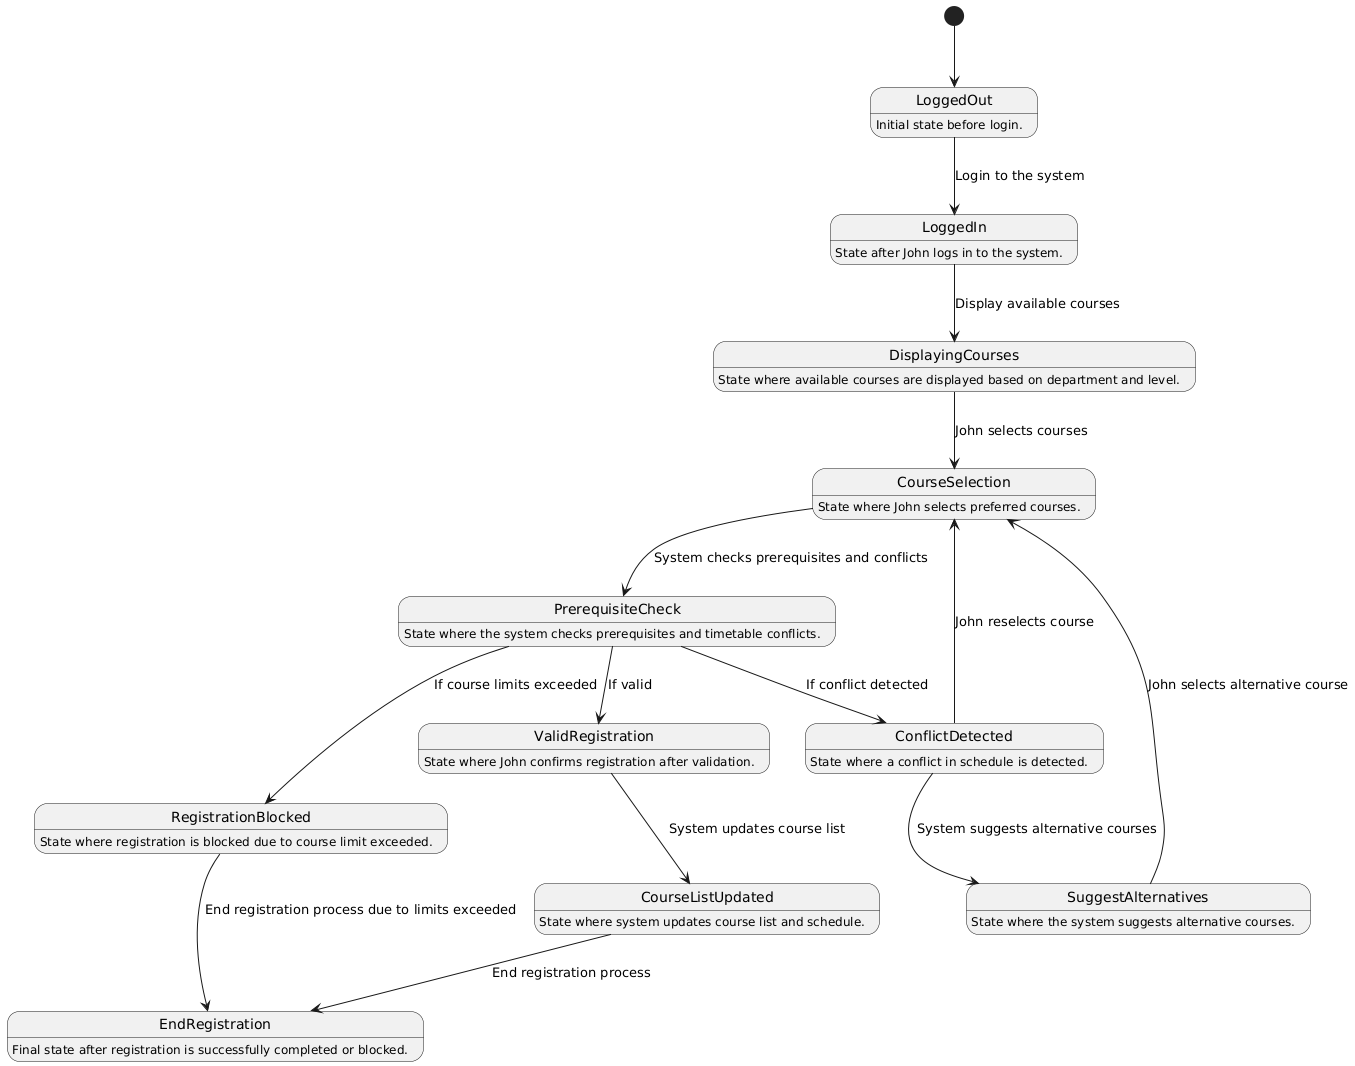 LoggedOut
Initial state before login.
Login to the system
LoggedIn
State after John logs in to the system.
Display available courses
DisplayingCourses
State where available courses are displayed based on department and level.
John selects courses
CourseSelection
State where John selects preferred courses.
System checks prerequisites and conflicts
PrerequisiteCheck
State where the system checks prerequisites and timetable conflicts.
John reselects course
If course limits exceeded
If valid
If conflict detected
John selects alternative course
ValidRegistration
State where John confirms registration after validation.
ConflictDetected
State where a conflict in schedule is detected.
RegistrationBlocked
State where registration is blocked due to course limit exceeded.
System updates course list
System suggests alternative courses
CourseListUpdated
State where system updates course list and schedule.
SuggestAlternatives
State where the system suggests alternative courses.
End registration process due to limits exceeded
End registration process
EndRegistration
Final state after registration is successfully completed or blocked.